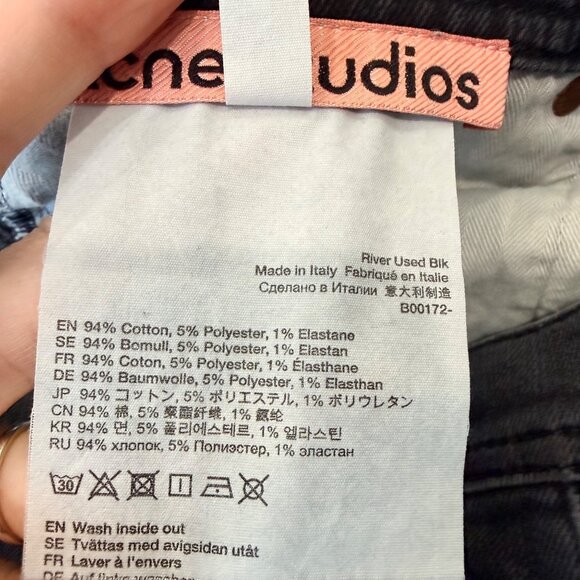 acne studios
River Used Blk
Made in Italy Fabriqué en Italie
Сделано в Италии 意大利制造
B00172-
EN 94% Cotton, 5% Polyester, 1% Elastane
SE 94% Bomull, 5% Polyester, 1% Elastan
FR 94% Coton, 5% Polyester, 1% Élasthane
DE 94% Baumwolle, 5% Polyester, 1% Elasthan
JP 94% コットン, 5% ポリエステル, 1% ポリウレタン
CN 94% 棉, 5% 聚酯纤维, 1% 氨纶
KR 94% 면, 5% 폴리에스테르, 1% 엘라스틴
RU 94% хлопок, 5% Полиэстер, 1% эластан
30
EN Wash inside out
SE Tvättas med avigsidan utåt
FR Laver à l'envers
DE Auf links waschen